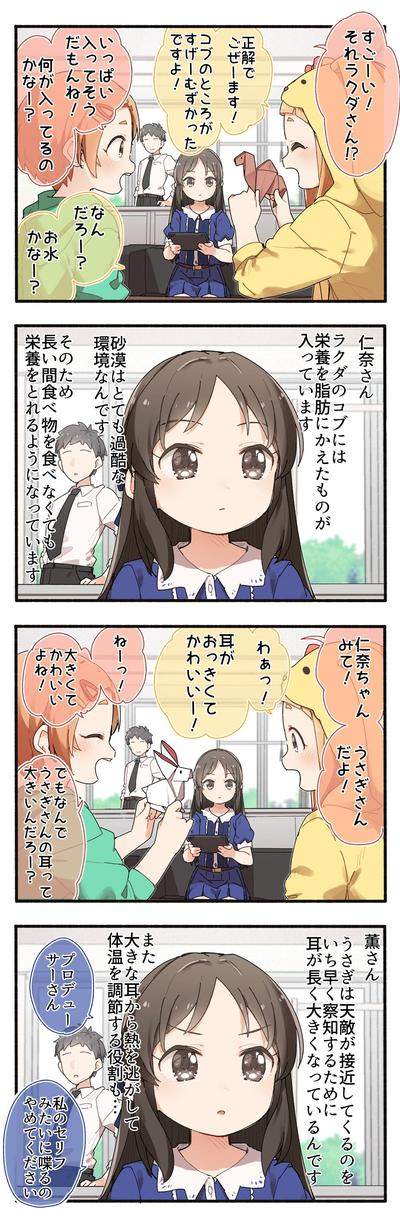 すごーい！
それラクダさん!?
正解で
ごぜーます！
コブのところが
すげーむずかった
ですよ！
いっぱい
入ってそう
だもんね！
何が入ってるの
かなー？
なん
だろー？
お水
かなー？
仁奈さん
ラクダのコブには
栄養を脂肪にかえたものが
入っています
砂漠はとても過酷な
環境なんです
そのため
長い間食べ物を食べなくても
栄養をとれるようになっています
仁奈ちゃん
みて！
うさぎさん
だよ！
わぁっ！
耳が
おっきくて
かわいいー！
ねーっ！
大きくて
かわいい
よね！
でもなんで
うさぎさんの耳って
大きいんだろー？
薫さん
うさぎは天敵が接近してくるのを
いち早く察知するために
耳が長く大きくなっているんです
また
大きな耳から熱を逃がして
体温を調節する役割も…
プロデュー
サーさん
私のセリフ
みたいに喋るの
やめてください